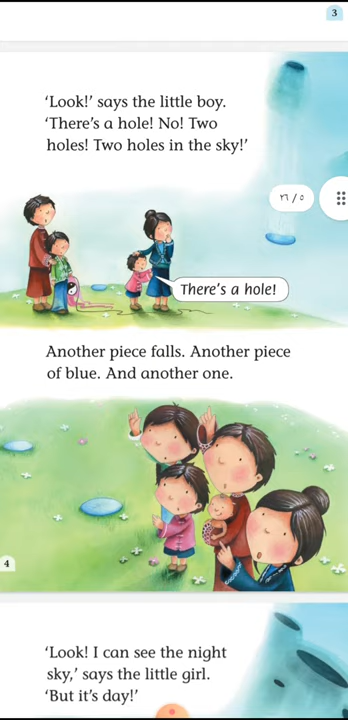 3
‘Look!’ says the little boy.
‘There’s a hole! No! Two
holes! Two holes in the sky!’
٢٦ / ٥
There’s a hole!
Another piece falls. Another piece
of blue. And another one.
4
‘Look! I can see the night
sky,’ says the little girl.
‘But it’s day!’